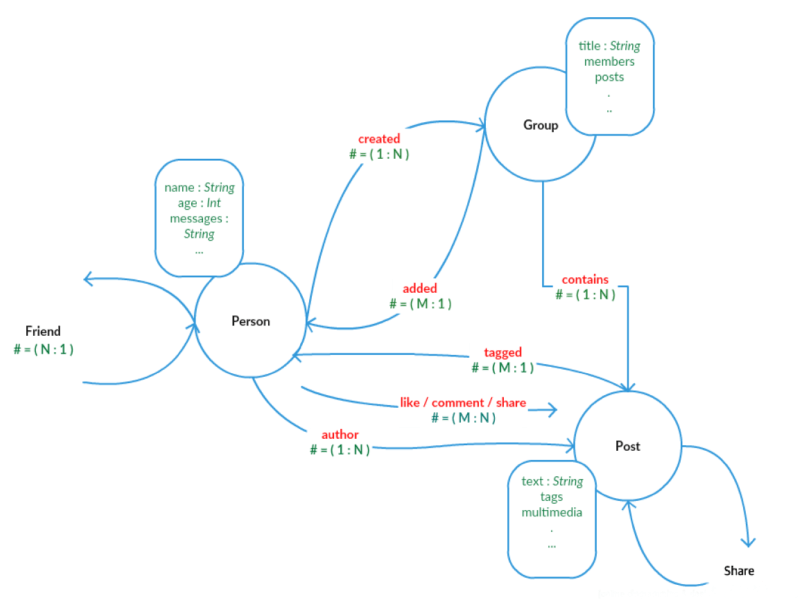 title : String
members
posts
.
..
Group
created
# = ( 1 : N )
name : String
age : Int
messages :
String
...
added
# = ( M : 1 )
contains
# = ( 1 : N )
Person
Friend
# = ( N : 1 )
tagged
# = ( M : 1 )
like / comment / share
# = ( M : N )
author
# = ( 1 : N )
Post
text : String
tags
multimedia
.
...
Share